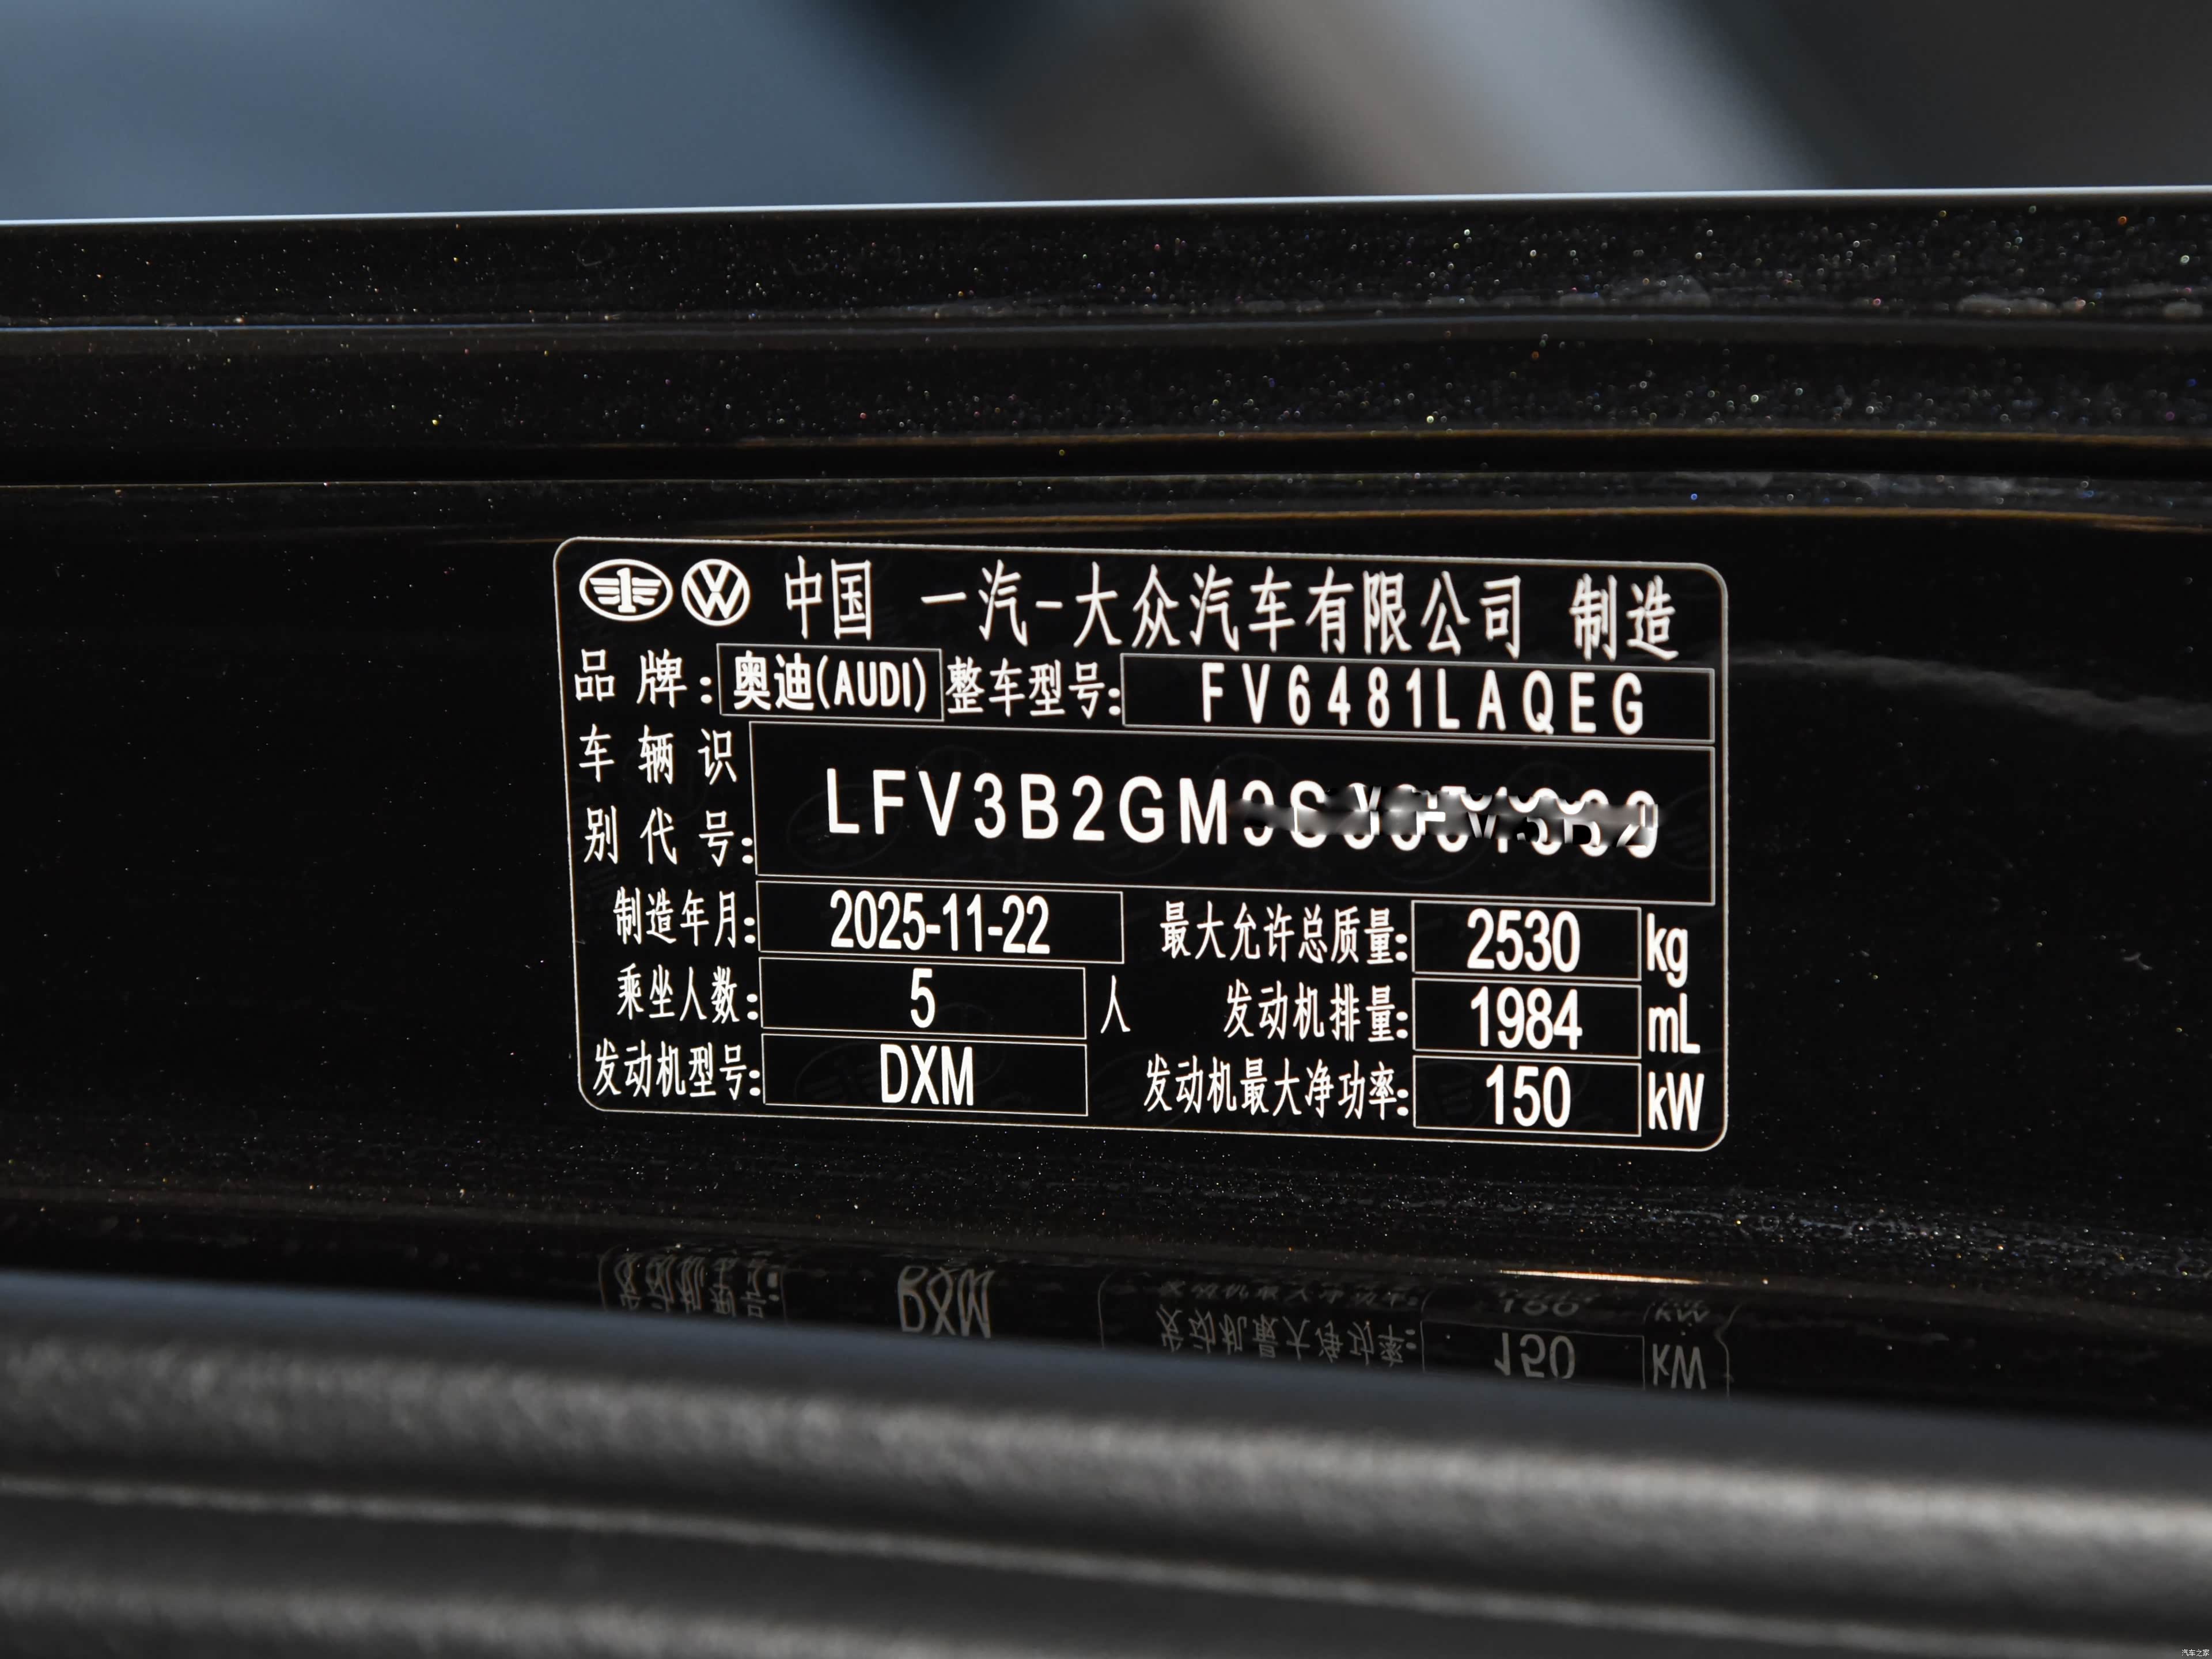 中国 一汽-大众汽车有限公司 制造
品牌: 奥迪(AUDI) 整车型号: FV6481LAQEG
车辆识别代号: LFV3B2GM
制造年月: 2025-11-22 最大允许总质量: 2530 kg
乘坐人数: 5 人 发动机排量: 1984 mL
发动机型号: DXM 发动机最大净功率: 150 kW
汽车之家